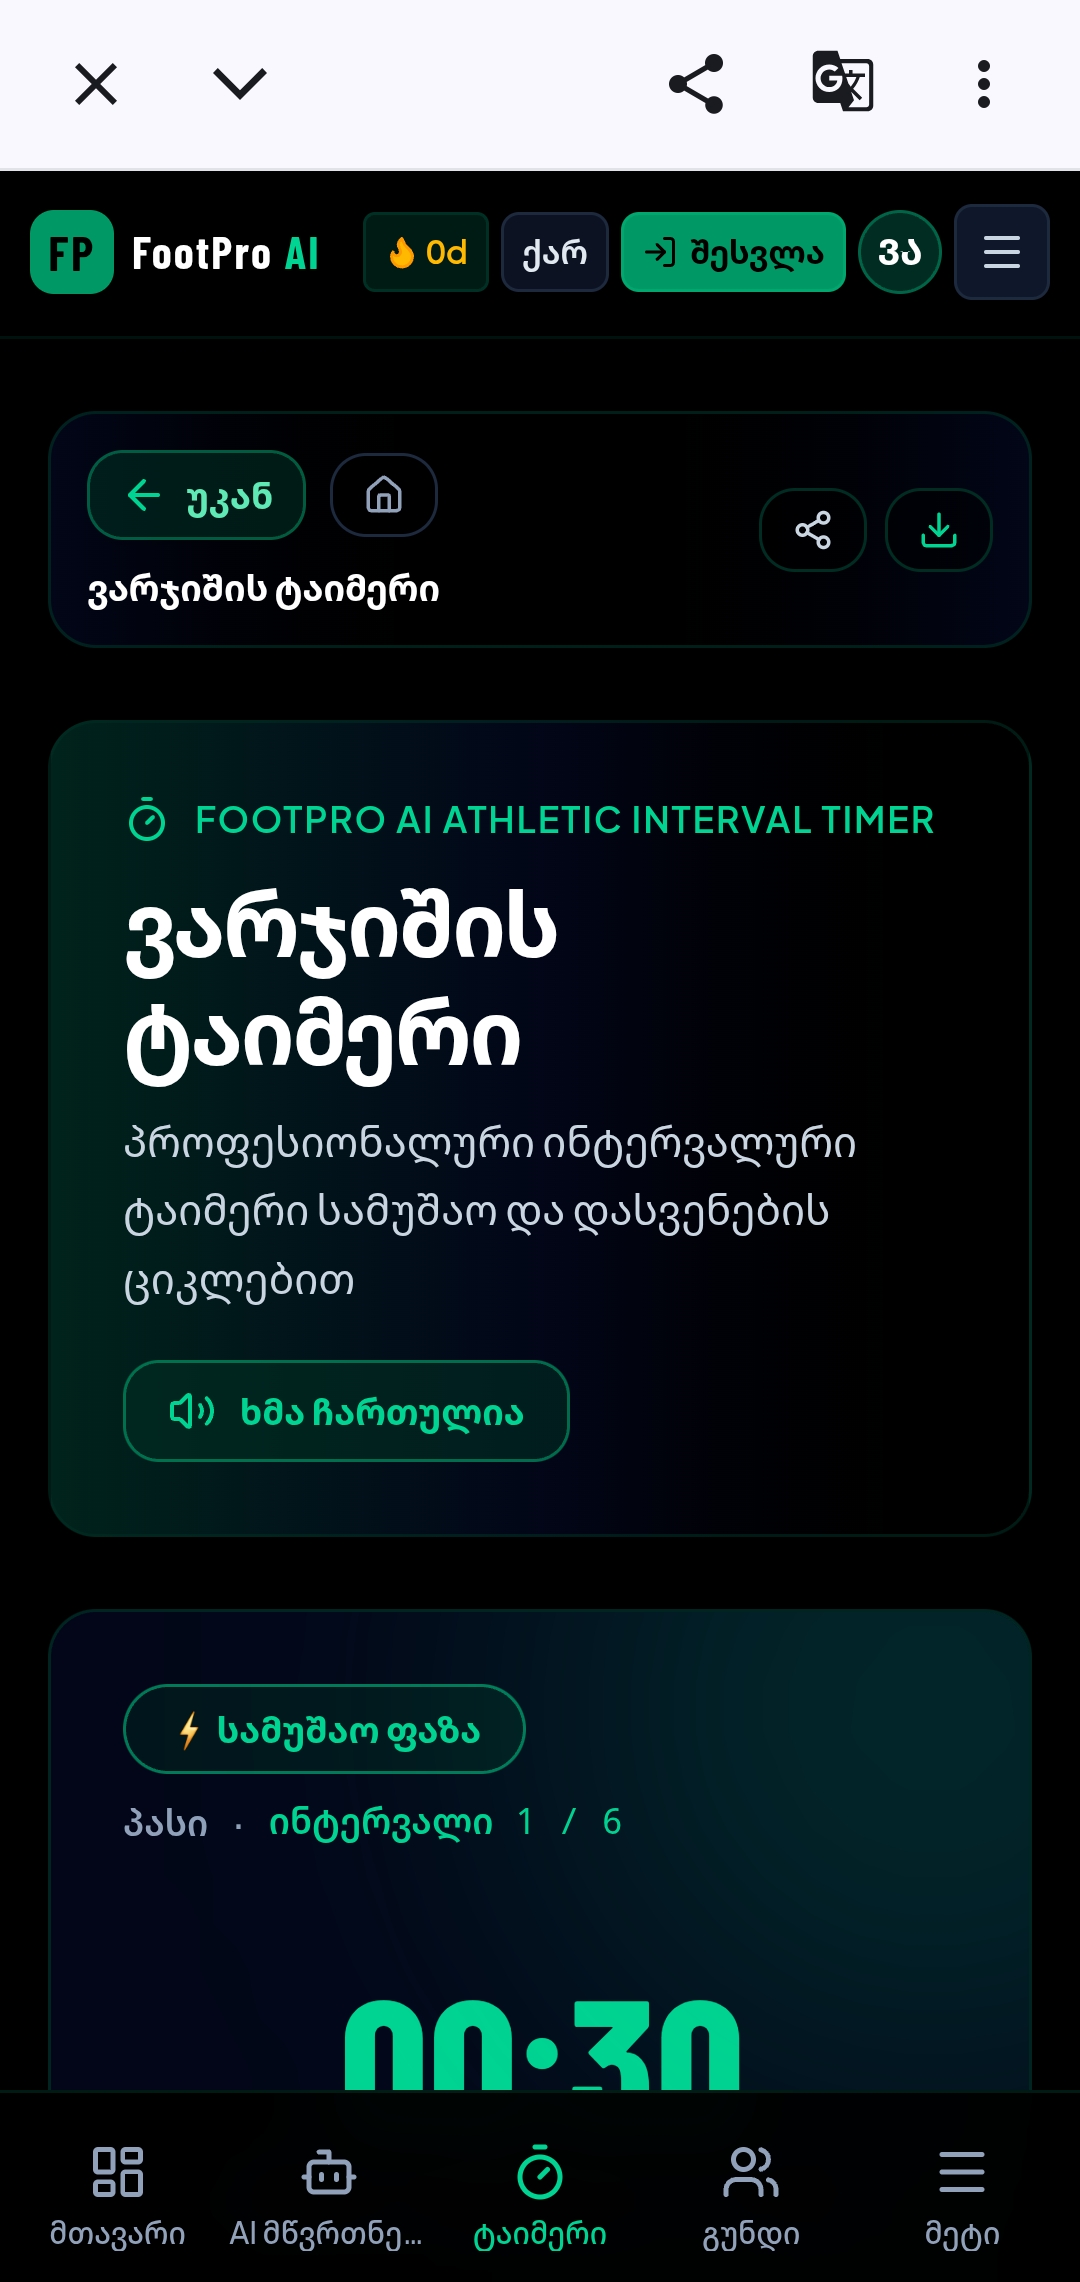 FP FootPro AI 0d ქარ შესვლა ვა
უკან
ვარჯიშის ტაიმერი
FOOTPRO AI ATHLETIC INTERVAL TIMER
ვარჯიშის
ტაიმერი
პროფესიონალური ინტერვალური
ტაიმერი სამუშაო და დასვენების
ციკლებით
ხმა ჩართულია
⚡ სამუშაო ფაზა
პასი · ინტერვალი 1 / 6
00:30
მთავარი AI მწვრთნე... ტაიმერი გუნდი მეტი